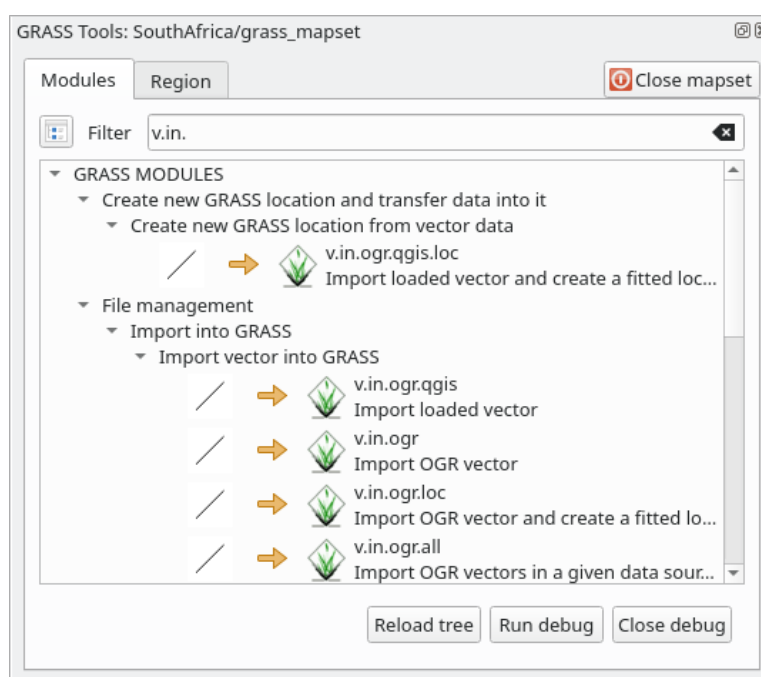 GRASS Tools: SouthAfrica/grass_mapset
Modules
Region
Close mapset
Filter
v.in.
GRASS MODULES
Create new GRASS location and transfer data into it
Create new GRASS location from vector data
v.in.ogr.qgis.loc
Import loaded vector and create a fitted loc...
File management
Import into GRASS
Import vector into GRASS
v.in.ogr.qgis
Import loaded vector
v.in.ogr
Import OGR vector
v.in.ogr.loc
Import OGR vector and create a fitted lo...
v.in.ogr.all
Import OGR vectors in a given data sour...
Reload tree
Run debug
Close debug